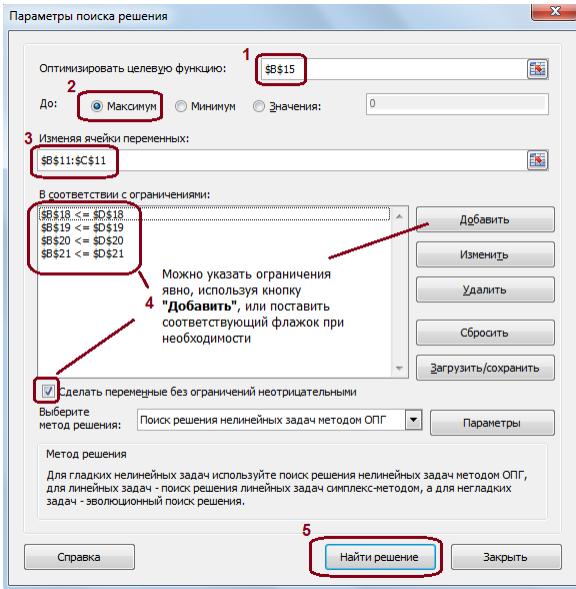 Параметры поиска решения
1
Оптимизировать целевую функцию: $B$15
2
До: Максимум Минимум Значения: 0
3 Изменяя ячейки переменных:
$B$11:$C$11
В соответствии с ограничениями:
$B$18 <= $D$18
$B$19 <= $D$19
$B$20 <= $D$20
$B$21 <= $D$21
Добавить
Изменить
Удалить
Сбросить
Загрузить/сохранить
4
Можно указать ограничения
явно, используя кнопку
"Добавить", или поставить
соответствующий флажок при
необходимости
Сделать переменные без ограничений неотрицательными
Выберите
метод решения: Поиск решения нелинейных задач методом ОПГ Параметры
Метод решения
Для гладких нелинейных задач используйте поиск решения нелинейных задач методом ОПГ,
для линейных задач - поиск решения линейных задач симплекс-методом, а для негладких
задач - эволюционный поиск решения.
5
Справка Найти решение Закрыть